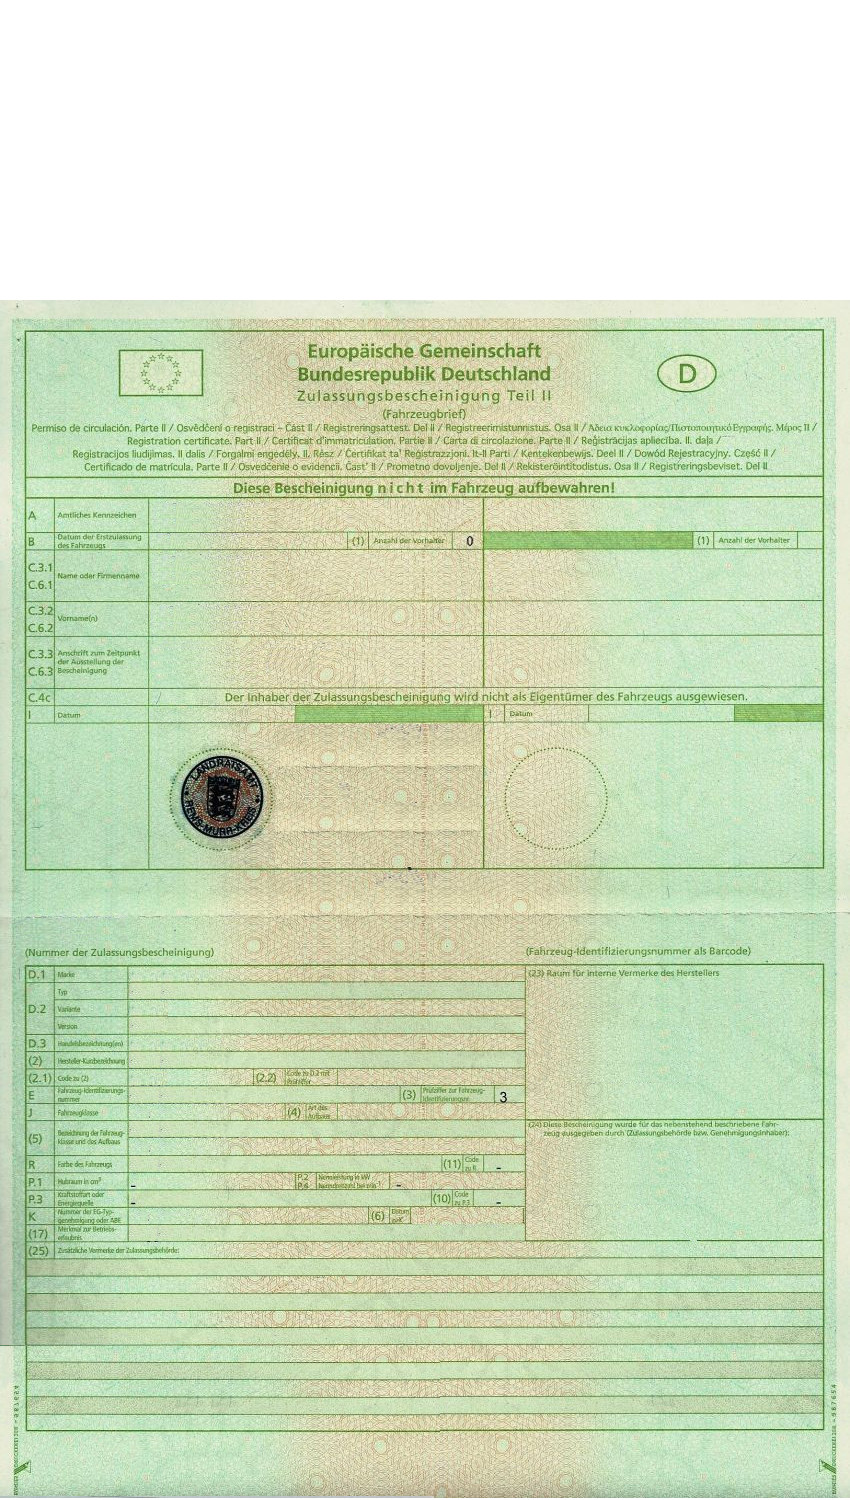 Europäische Gemeinschaft
Bundesrepublik Deutschland
D
Zulassungsbescheinigung Teil II
(Fahrzeugbrief)
Permiso de circulación. Parte II / Osvědčení o registraci – Část II / Registreringsattest. Del II / Registreerimistunnistus. Osa II / Άδεια κυκλοφορίας/Πιστοποιητικό Εγγραφής. Μέρος II /
Registration certificate. Part II / Certificat d'immatriculation. Partie II / Carta di circolazione. Parte II / Reģistrācijas apliecība. II. daļa /
Registracijos liudijimas. II dalis / Forgalmi engedély. II. Rész / Ċertifikat ta' Reġistrazzjoni. It-II Parti / Kentekenbewijs. Deel II / Dowód Rejestracyjny. Część II /
Certificado de matrícula. Parte II / Osvedčenie o evidencii. Časť II / Prometno dovoljenje. Del II / Rekisteröintitodistus. Osa II / Registreringsbeviset. Del II
Diese Bescheinigung nicht im Fahrzeug aufbewahren!
A Amtliches Kennzeichen
B Datum der Erstzulassung des Fahrzeugs (1) Anzahl der Vorhalter 0 (1) Anzahl der Vorhalter
C.3.1
C.6.1
Name oder Firmenname
C.3.2
C.6.2
Vorname(n)
C.3.3
C.6.3
Anschrift zum Zeitpunkt
der Ausstellung der
Bescheinigung
C.4c Der Inhaber der Zulassungsbescheinigung wird nicht als Eigentümer des Fahrzeugs ausgewiesen.
I Datum I Datum
LANDRATSAMT
REMS-MURR-KREIS
(Nummer der Zulassungsbescheinigung) (Fahrzeug-Identifizierungsnummer als Barcode)
D.1 Marke (23) Raum für interne Vermerke des Herstellers
Typ
D.2 Variante
Version
D.3 Handelsbezeichnung(en)
(2) Hersteller-Kurzbezeichnung
(2.1) Code zu (2) (2.2) Code zu D.2 mit Prüfziffer
E Fahrzeug-Identifizierungsnummer (3) Prüfziffer zur Fahrzeug-Identifizierungsnr. 3
J Fahrzeugklasse (4) Art des Aufbaus
(24) Diese Bescheinigung wurde für das nebenstehend beschriebene Fahr-
zeug ausgegeben durch (Zulassungsbehörde bzw. Genehmigungsinhaber):
(5) Bezeichnung der Fahrzeug-
klasse und des Aufbaus
R Farbe des Fahrzeugs (11) Code zu R -
P.1 Hubraum in cm³ - P.2 P.4 Nennleistung in kW Nenndrehzahl bei min⁻¹ -
P.3 Kraftstoffart oder Energiequelle - (10) Code zu P.3 -
K Nummer der EG-Typ-genehmigung oder ABE (6) Datum zu K
(17) Merkmal zur Betriebs-erlaubnis
(25) Zusätzliche Vermerke der Zulassungsbehörde: